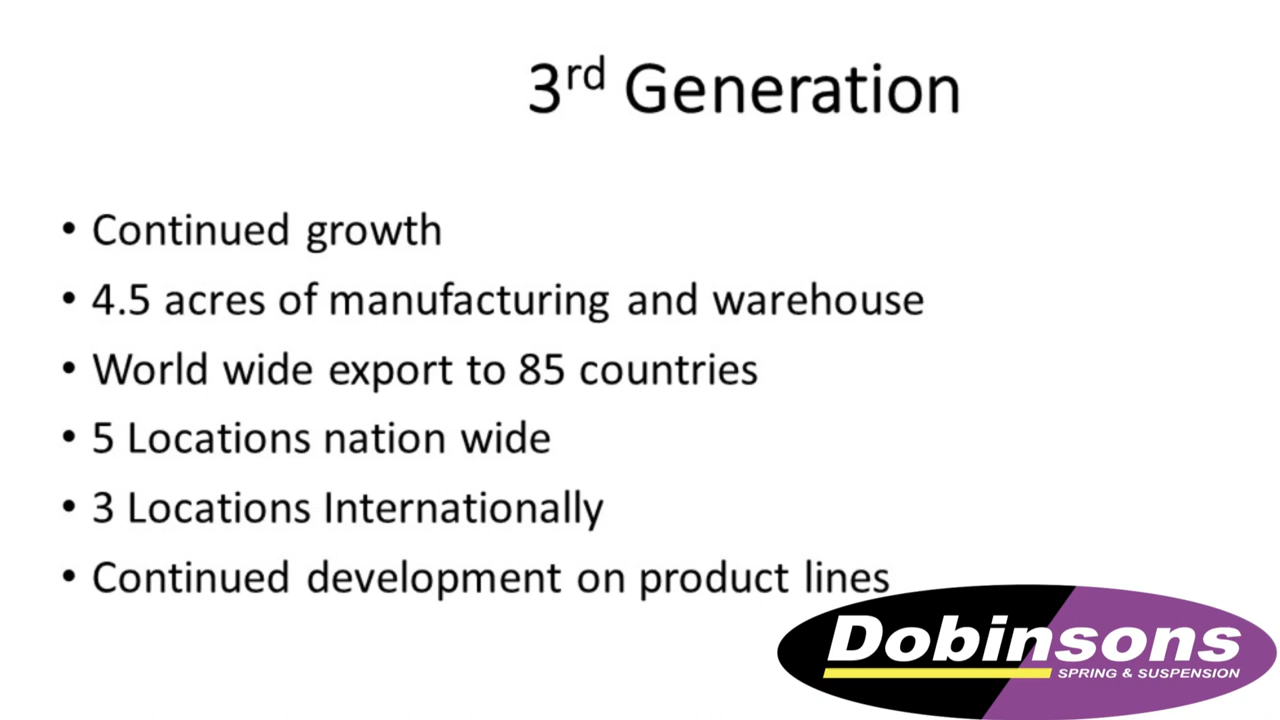 3rd Generation
• Continued growth
• 4.5 acres of manufacturing and warehouse
• World wide export to 85 countries
• 5 Locations nation wide
• 3 Locations Internationally
• Continued development on product lines
Dobinsons
SPRING & SUSPENSION